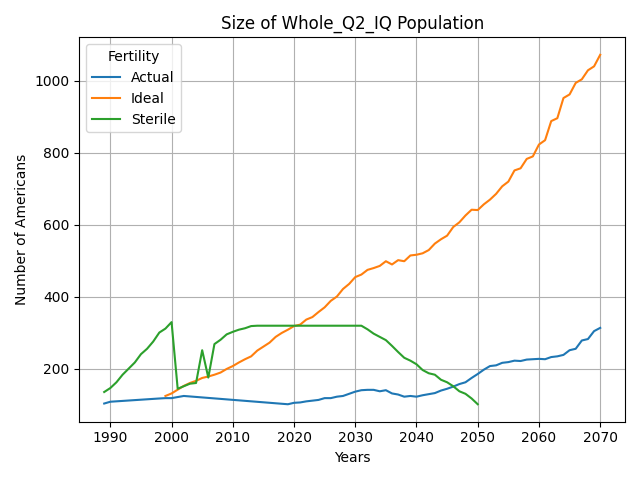 Size of Whole_Q2_IQ Population
Fertility
Actual
Ideal
Sterile
Number of Americans
1000
800
600
400
200
1990 2000 2010 2020 2030 2040 2050 2060 2070
Years